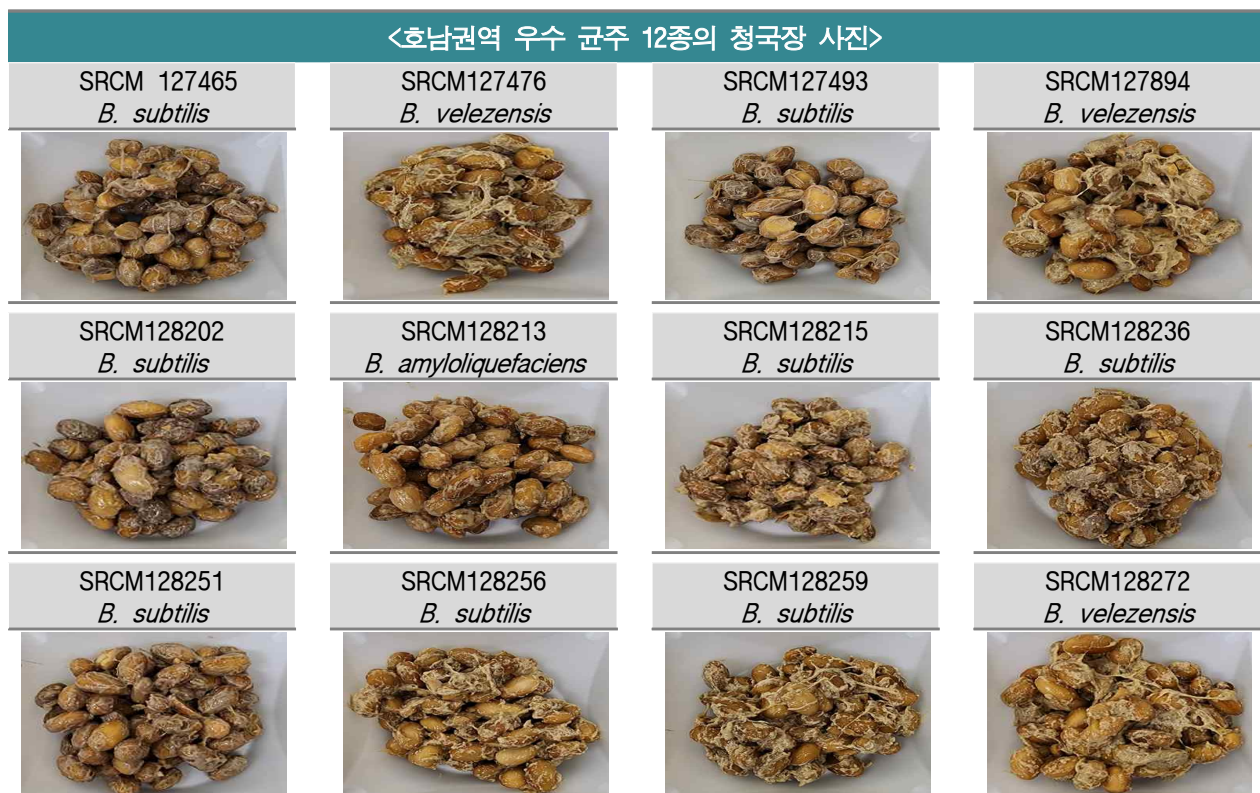 <호남권역 우수 균주 12종의 청국장 사진>
SRCM 127465
B. subtilis
SRCM127476
B. velezensis
SRCM127493
B. subtilis
SRCM127894
B. velezensis
SRCM128202
B. subtilis
SRCM128213
B. amyloliquefaciens
SRCM128215
B. subtilis
SRCM128236
B. subtilis
SRCM128251
B. subtilis
SRCM128256
B. subtilis
SRCM128259
B. subtilis
SRCM128272
B. velezensis